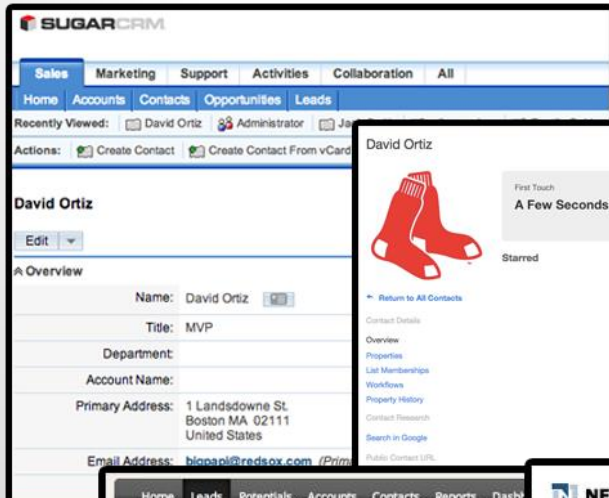 SUGARCRM
Sales Marketing Support Activities Collaboration All
Home Accounts Contacts Opportunities Leads
Recently Viewed: David Ortiz Administrator
Actions: Create Contact Create Contact From vCard
David Ortiz
Edit
Overview
Name: David Ortiz
Title: MVP
Department:
Account Name:
Primary Address: 1 Landsdowne St.
Boston MA 02111
United States
Email Address: bigpapi@redsox.com
David Ortiz
First Touch
A Few Seconds
Starred
Return to All Contacts
Contact Details
Overview
Properties
List Memberships
Workflows
Property History
Contact Research
Search in Google
Public Contact URL
Home Leads Potentials Accounts Contacts Reports